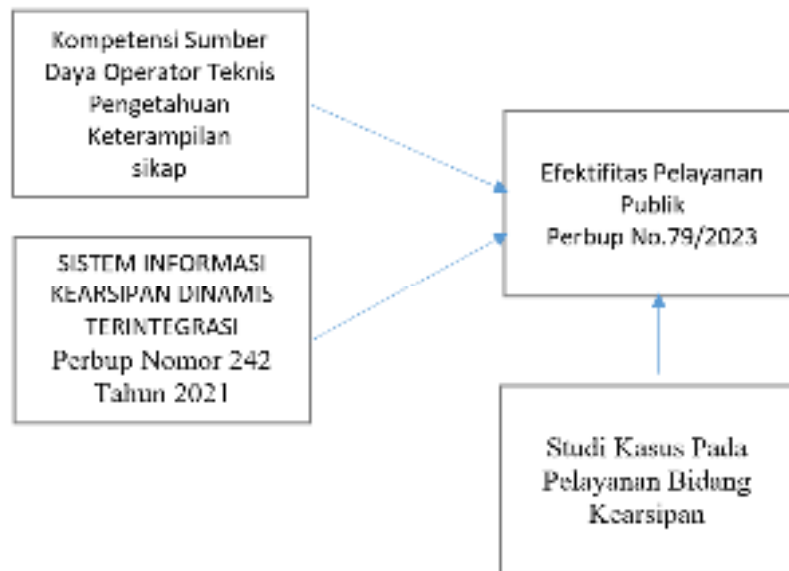 Kompetensi Sumber
Daya Operator Teknis
Pengetahuan
Keterampilan
sikap
SISTEM INFORMASI
KEARSIPAN DINAMIS
TERINTEGRASI
Perbup Nomor 242
Tahun 2021
Efektifitas Pelayanan
Publik
Perbup No.79/2023
Studi Kasus Pada
Pelayanan Bidang
Kearsipan